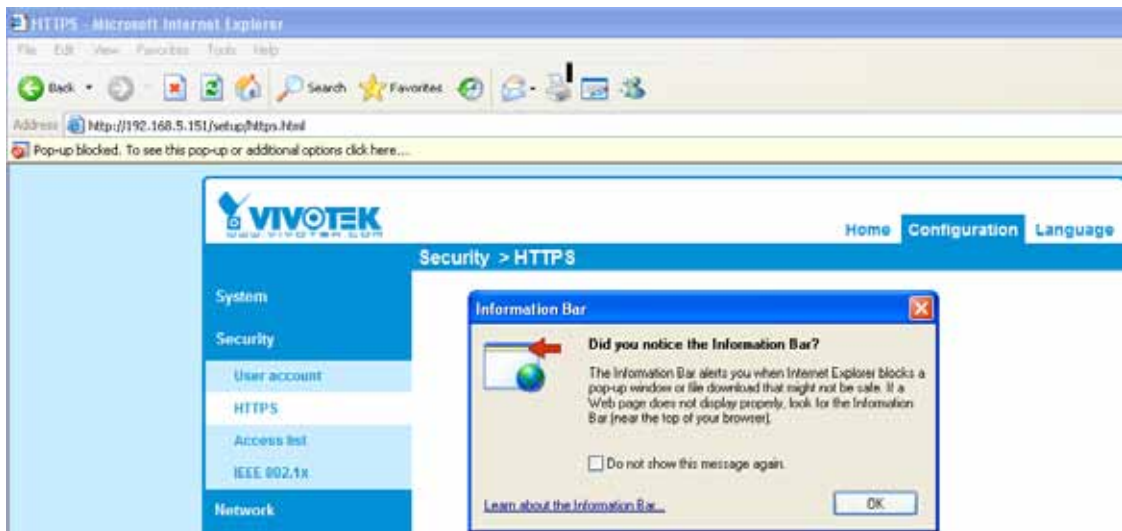 HTTPS - Microsoft Internet Explorer
File Edit View Favorites Tools Help
Back Search Favorites
Address http://192.168.5.151/setup/https.html
Pop-up blocked. To see this pop-up or additional options click here....
VIVOTEK
WWW.VIVOTEK.COM
Home Configuration Language
Security > HTTPS
System
Security
User account
HTTPS
Access list
IEEE 802.1x
Network
Information Bar
Did you notice the Information Bar?
The Information Bar alerts you when Internet Explorer blocks a
pop-up window or file download that might not be safe. If a
Web page does not display properly, look for the Information
Bar (near the top of your browser).
Do not show this message again.
Learn about the Information Bar...
OK